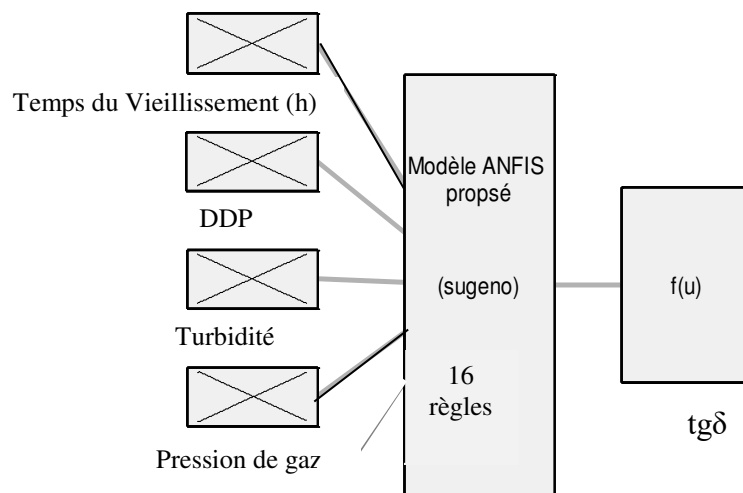 Temps du Vieillissement (h)
DDP
Turbidité
Pression de gaz
Modèle ANFIS
propsé
(sugeno)
16
règles
f(u)
tgδ